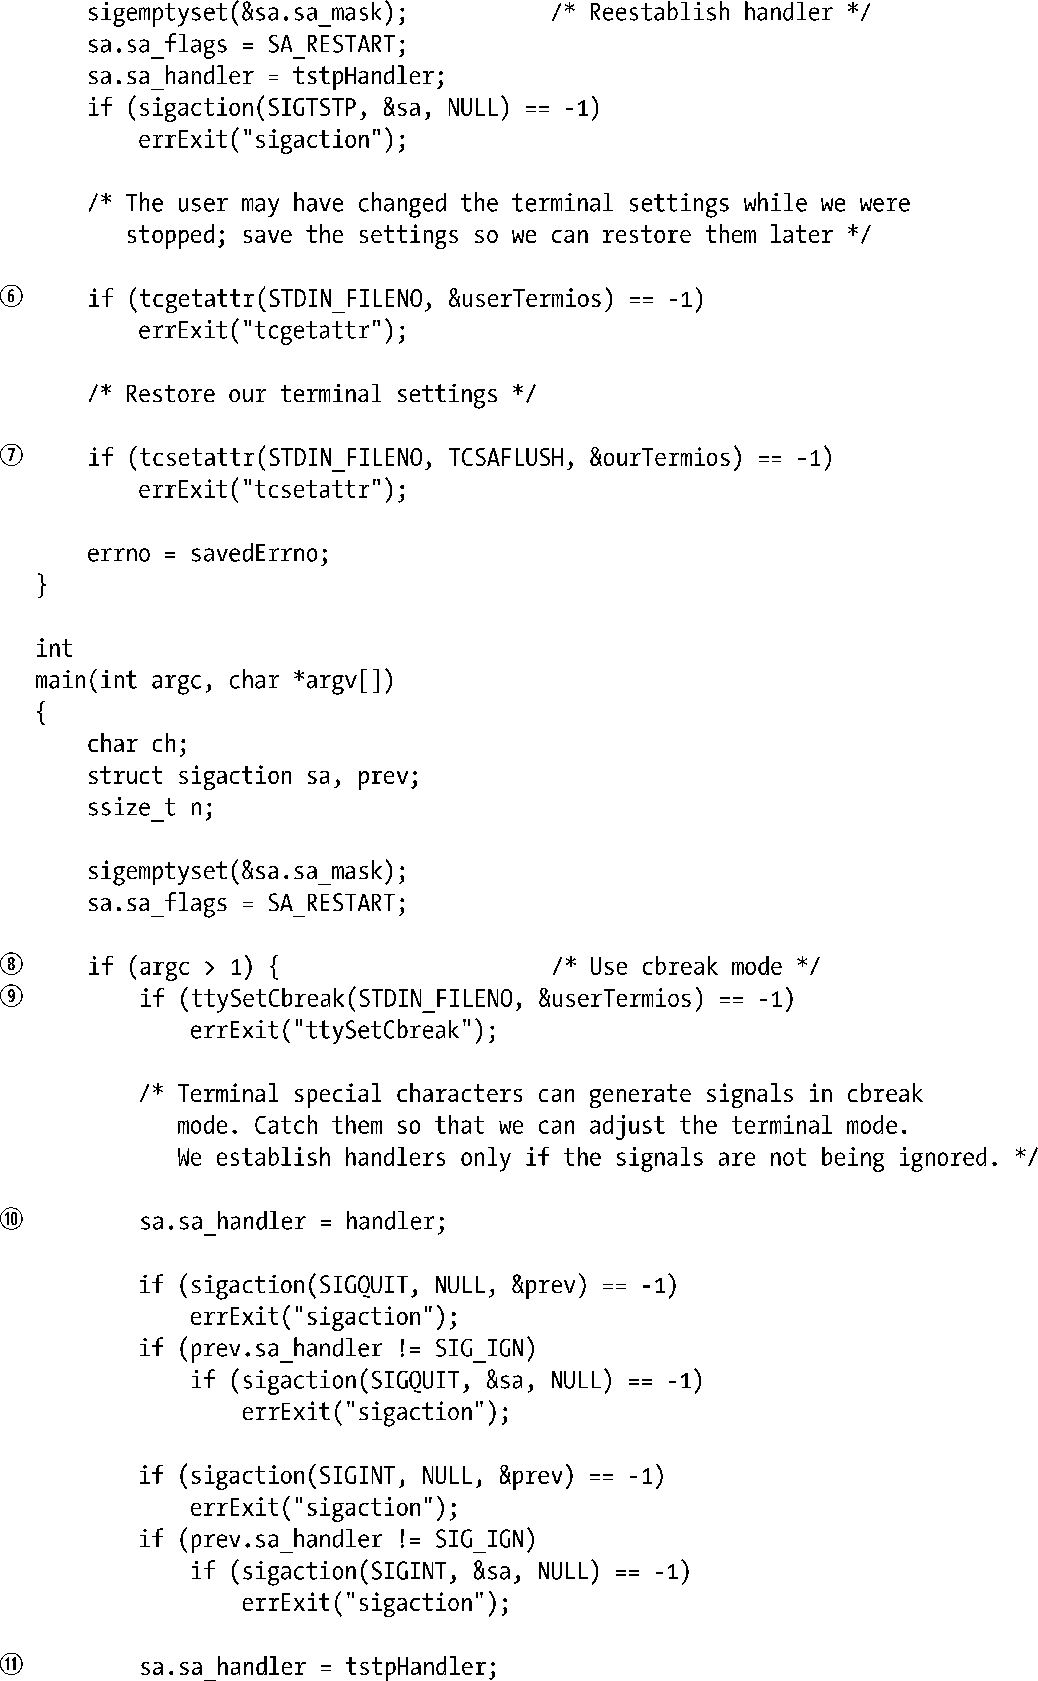 sigemptyset(&sa.sa_mask);           /* Reestablish handler */
    sa.sa_flags = SA_RESTART;
    sa.sa_handler = tstpHandler;
    if (sigaction(SIGTSTP, &sa, NULL) == -1)
        errExit("sigaction");

    /* The user may have changed the terminal settings while we were
       stopped; save the settings so we can restore them later */

⑥   if (tcgetattr(STDIN_FILENO, &userTermios) == -1)
        errExit("tcgetattr");

    /* Restore our terminal settings */

⑦   if (tcsetattr(STDIN_FILENO, TCSAFLUSH, &ourTermios) == -1)
        errExit("tcsetattr");

    errno = savedErrno;
}

int
main(int argc, char *argv[])
{
    char ch;
    struct sigaction sa, prev;
    ssize_t n;

    sigemptyset(&sa.sa_mask);
    sa.sa_flags = SA_RESTART;

⑧   if (argc > 1) {                     /* Use cbreak mode */
⑨       if (ttySetCbreak(STDIN_FILENO, &userTermios) == -1)
            errExit("ttySetCbreak");

        /* Terminal special characters can generate signals in cbreak
           mode. Catch them so that we can adjust the terminal mode.
           We establish handlers only if the signals are not being ignored. */

⑩       sa.sa_handler = handler;

        if (sigaction(SIGQUIT, NULL, &prev) == -1)
            errExit("sigaction");
        if (prev.sa_handler != SIG_IGN)
            if (sigaction(SIGQUIT, &sa, NULL) == -1)
                errExit("sigaction");

        if (sigaction(SIGINT, NULL, &prev) == -1)
            errExit("sigaction");
        if (prev.sa_handler != SIG_IGN)
            if (sigaction(SIGINT, &sa, NULL) == -1)
                errExit("sigaction");

⑪       sa.sa_handler = tstpHandler;